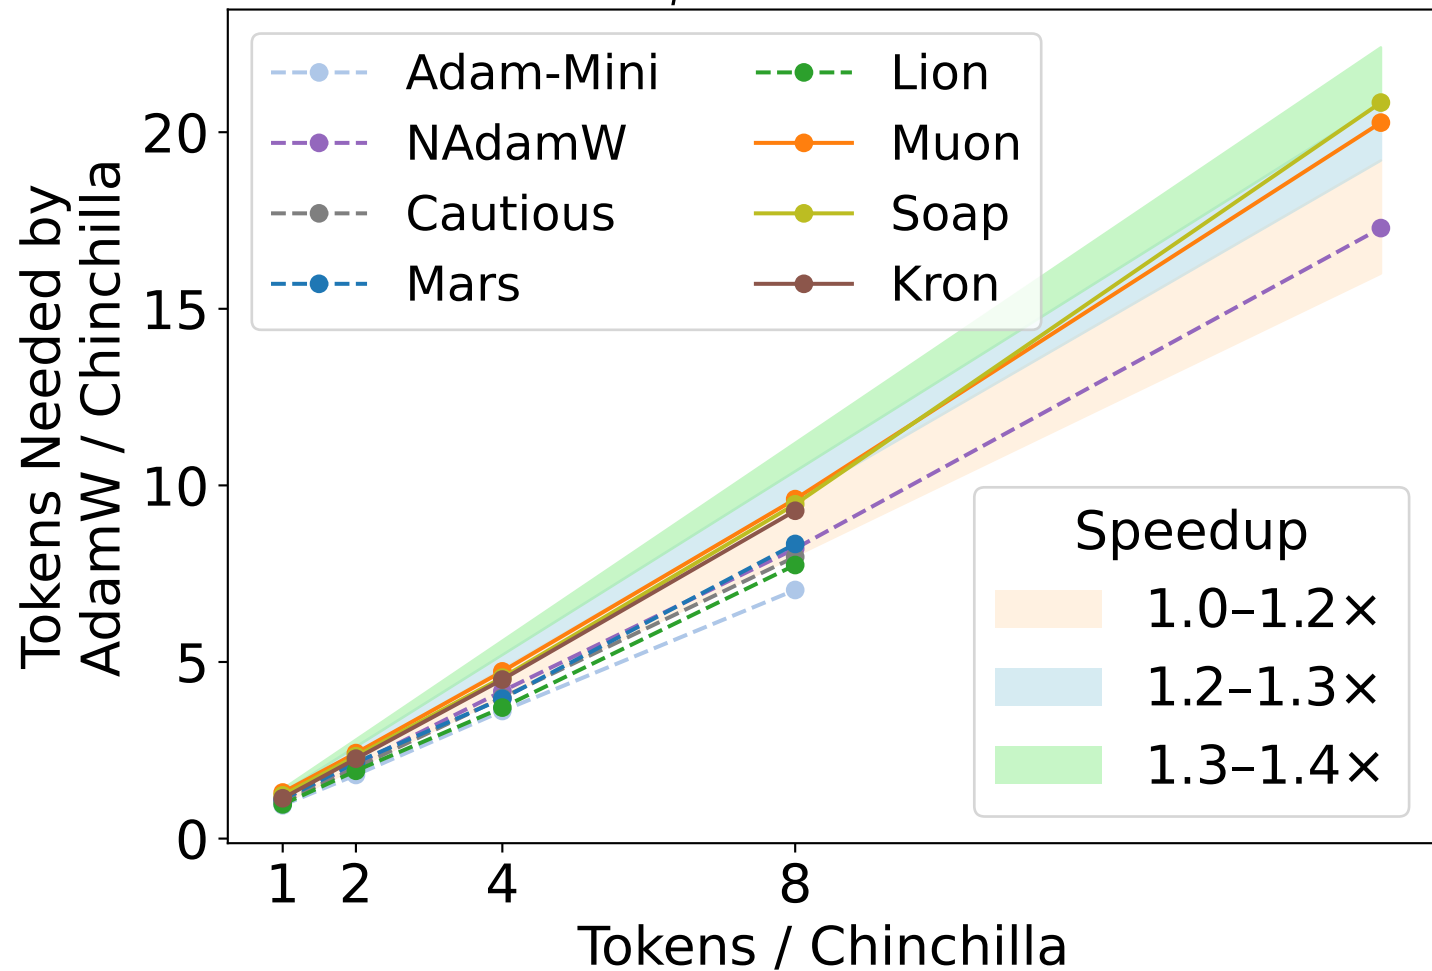 Adam-Mini
NAdamW
Cautious
Mars
Lion
Muon
Soap
Kron
Tokens Needed by
AdamW / Chinchilla
20
15
10
5
0
Speedup
1.0–1.2×
1.2–1.3×
1.3–1.4×
1 2 4 8
Tokens / Chinchilla